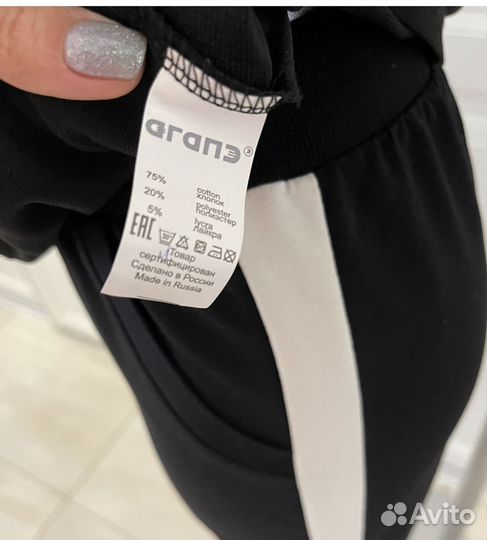 агапэ®
75% cotton
хлопок
20% polyester
полиэстер
5% lycra
лайкра
EAC 30°
Товар
сертифицирован
Сделано в России
Made in Russia
Avito